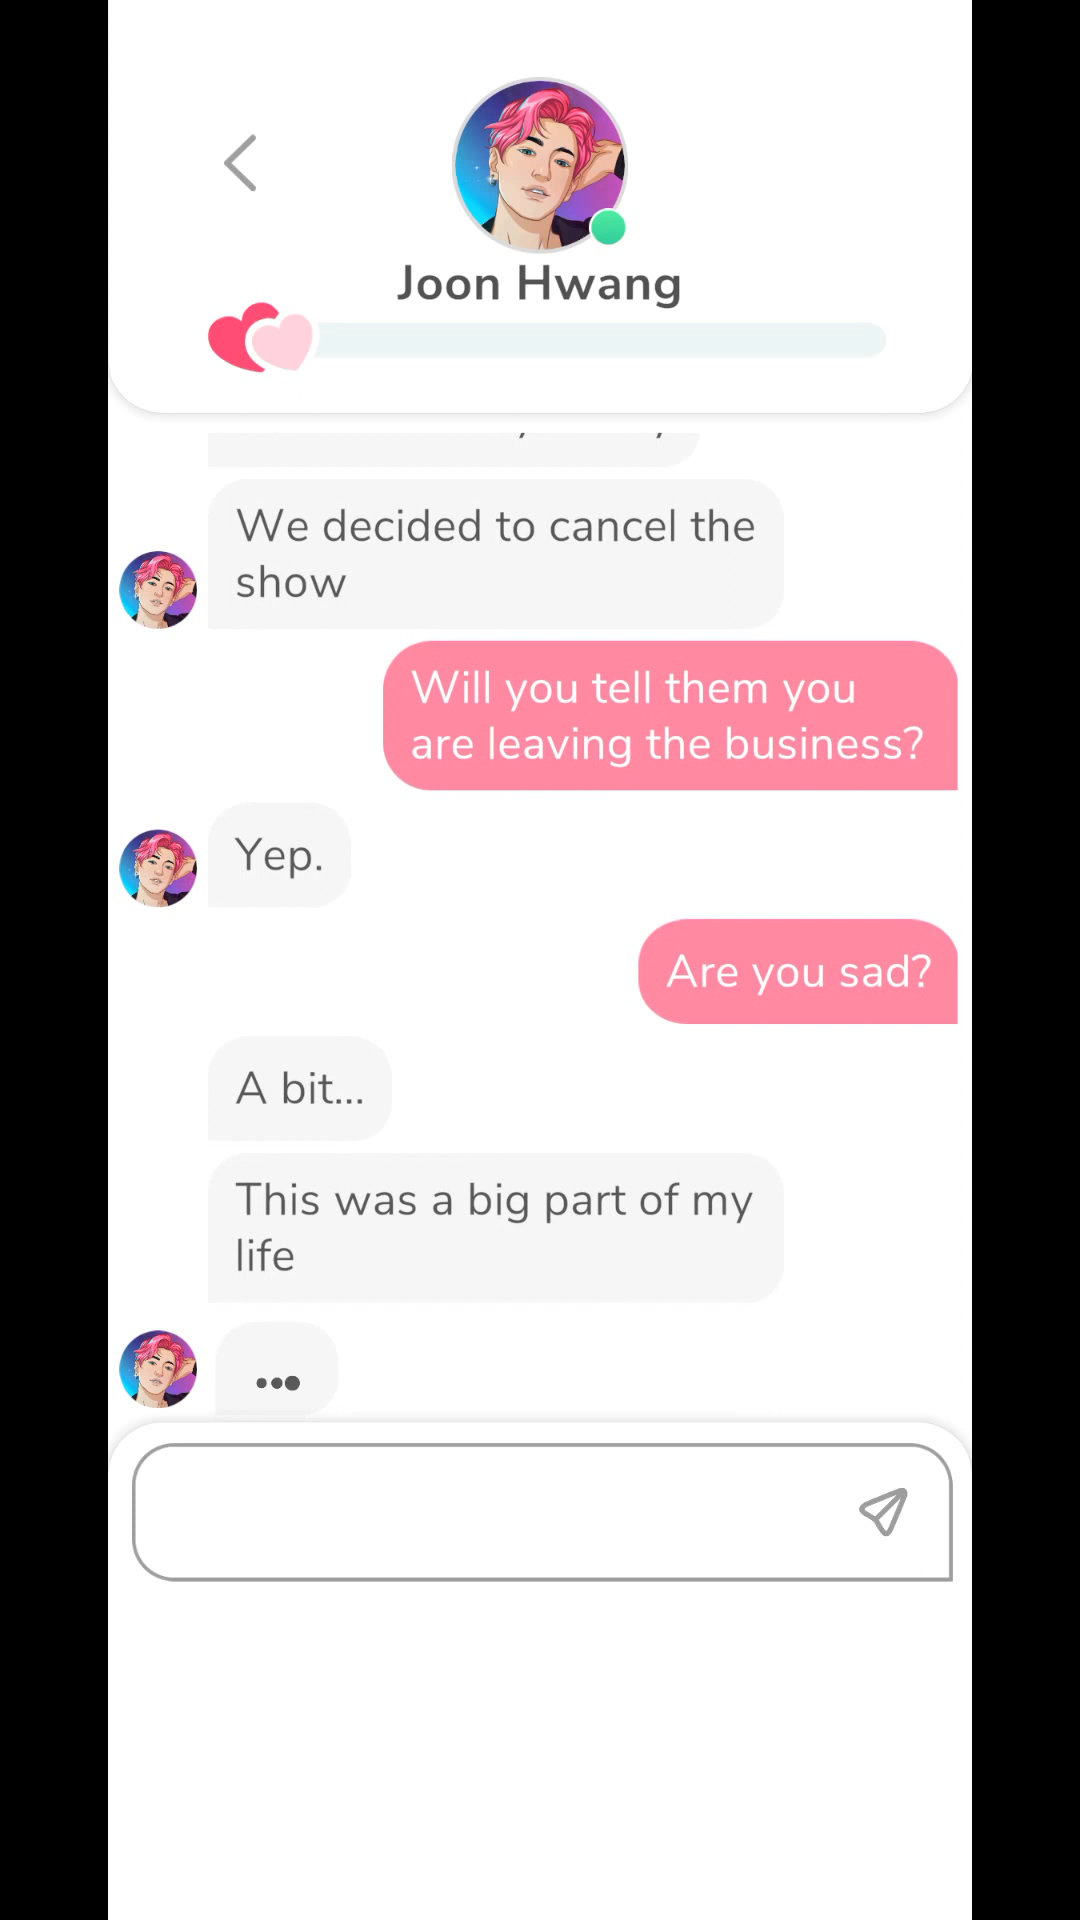 Joon Hwang
We decided to cancel the
show
Will you tell them you
are leaving the business?
Yep.
Are you sad?
A bit...
This was a big part of my
life